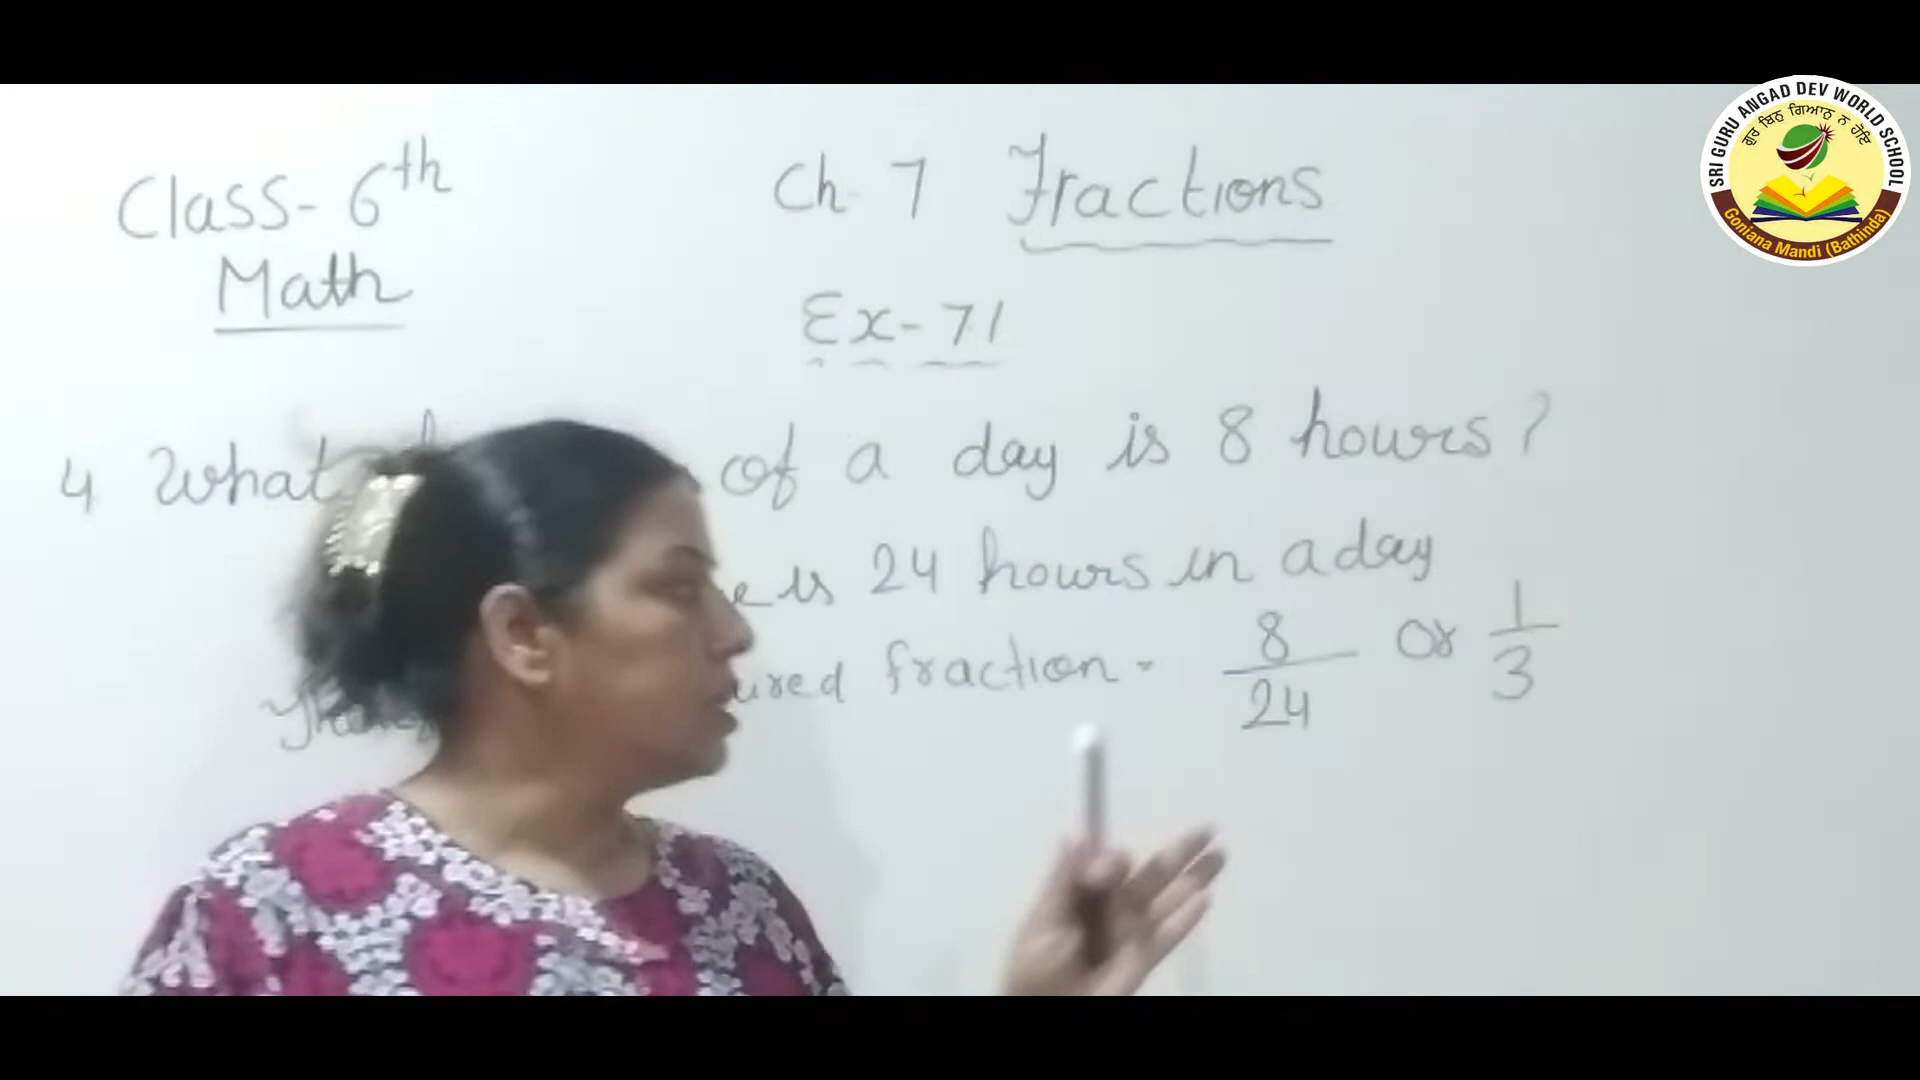 Class- 6th
Math
Ch- 7 Fractions
Ex- 7.1
4 What of a day is 8 hours?
is 24 hours in a day
fraction = 8/24 or 1/3
SRI GURU ANGAD DEV WORLD SCHOOL
ਗੁਰ ਬਿਨੁ ਗਿਆਨੁ ਨ ਹੋਇ
Goniana Mandi (Bathinda)